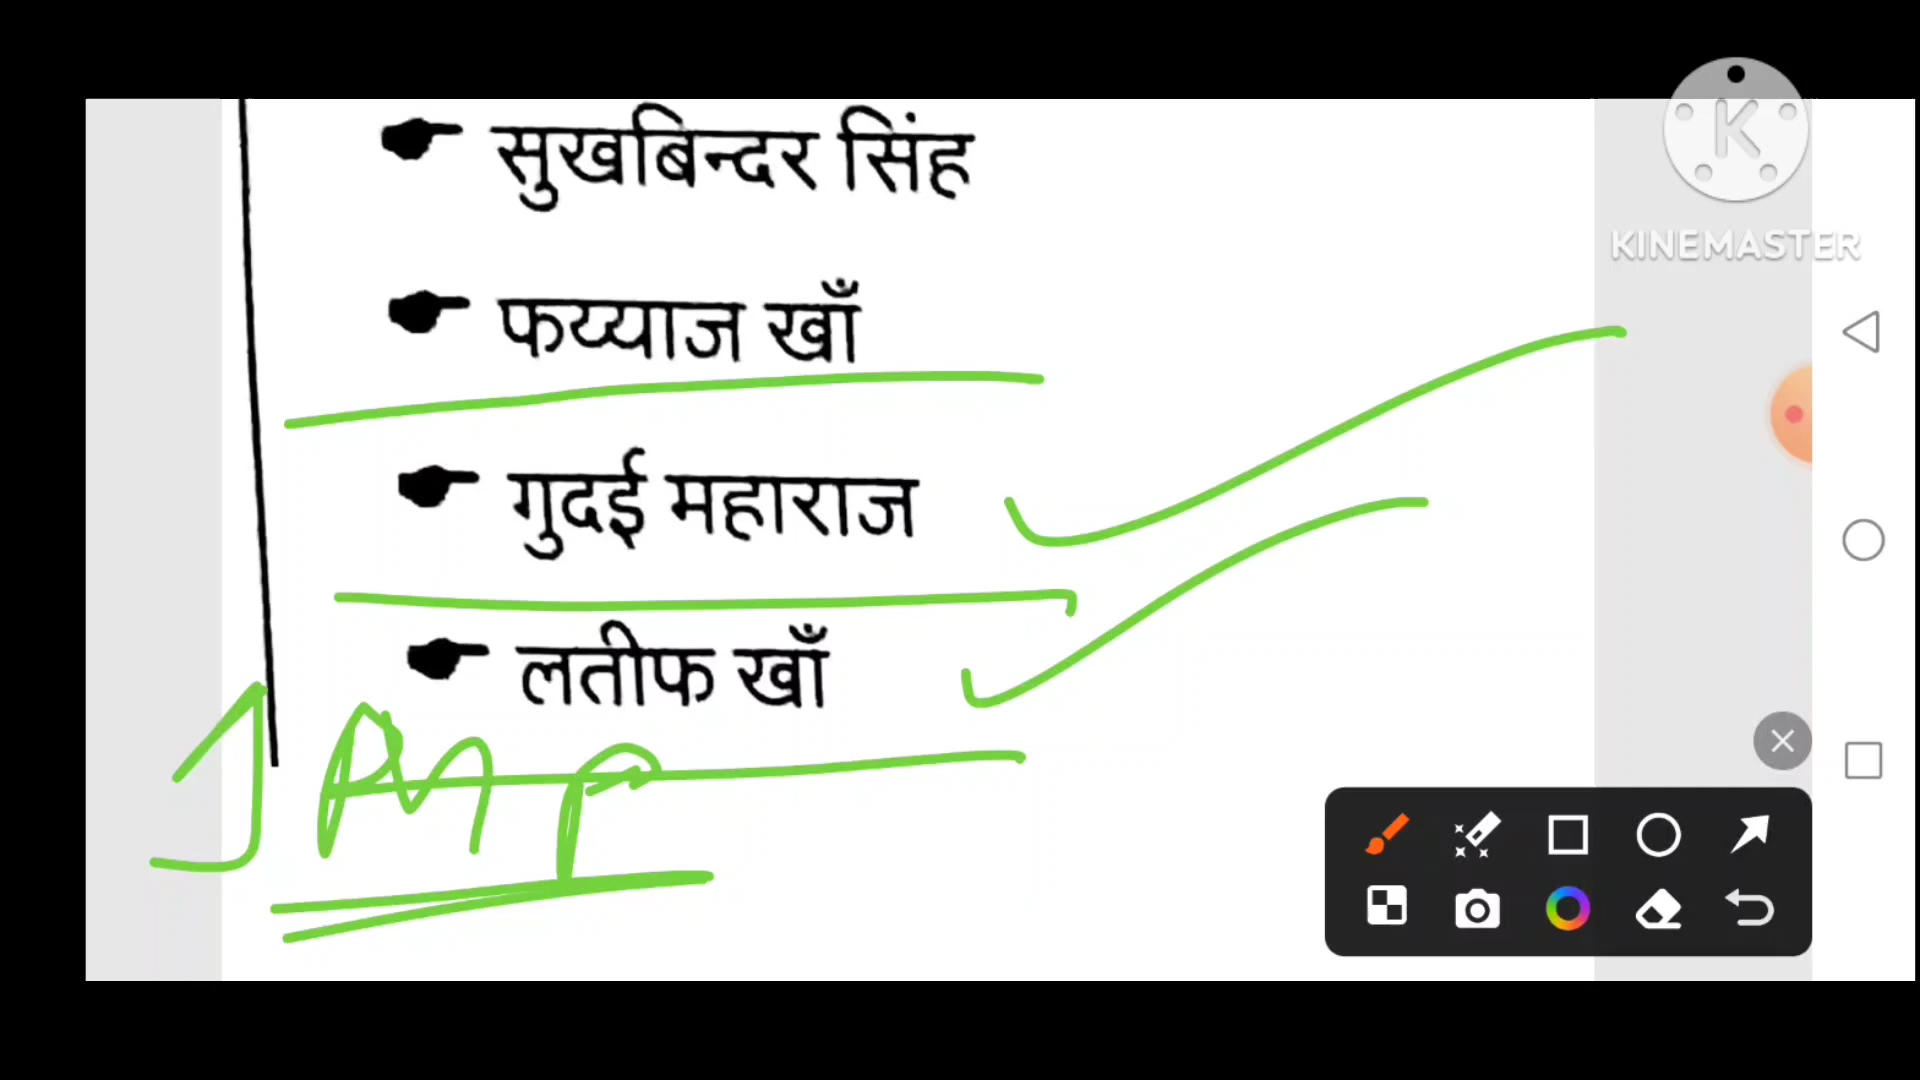 सुखबिन्दर सिंह
K
KINEMASTER
फय्याज खाँ
गुदई महाराज
लतीफ खाँ
IMP